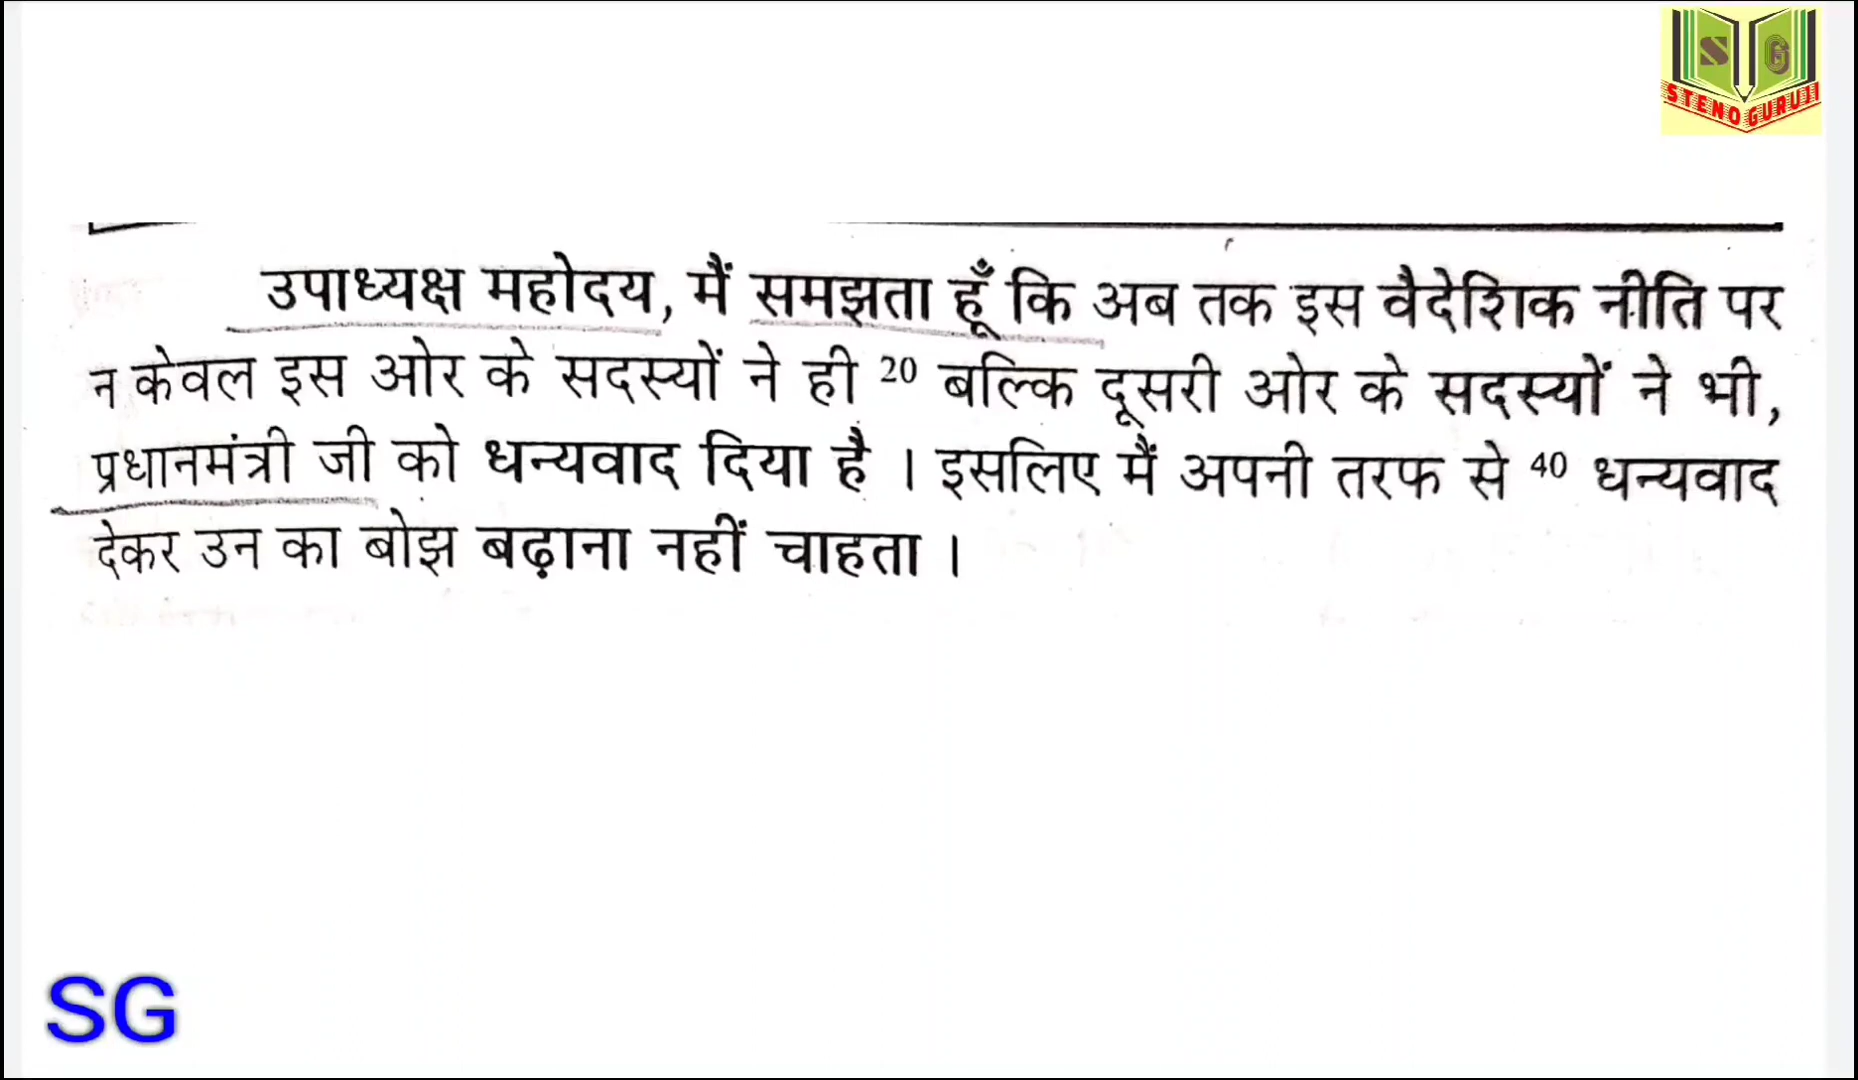 S G
STENO GURUJI
उपाध्यक्ष महोदय, मैं समझता हूँ कि अब तक इस वैदेशिक नीति पर
न केवल इस ओर के सदस्यों ने ही 20 बल्कि दूसरी ओर के सदस्यों ने भी,
प्रधानमंत्री जी को धन्यवाद दिया है । इसलिए मैं अपनी तरफ से 40 धन्यवाद
देकर उन का बोझ बढ़ाना नहीं चाहता ।
SG